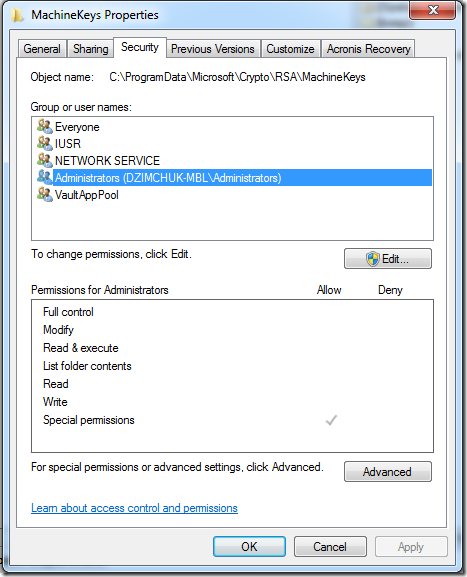 MachineKeys Properties
General
Sharing
Security
Previous Versions
Customize
Acronis Recovery
Object name: C:\ProgramData\Microsoft\Crypto\RSA\MachineKeys
Group or user names:
Everyone
IUSR
NETWORK SERVICE
Administrators (DZIMCHUK-MBL\Administrators)
VaultAppPool
To change permissions, click Edit.
Edit...
Permissions for Administrators Allow Deny
Full control
Modify
Read & execute
List folder contents
Read
Write
Special permissions
For special permissions or advanced settings, click Advanced.
Advanced
Learn about access control and permissions
OK
Cancel
Apply